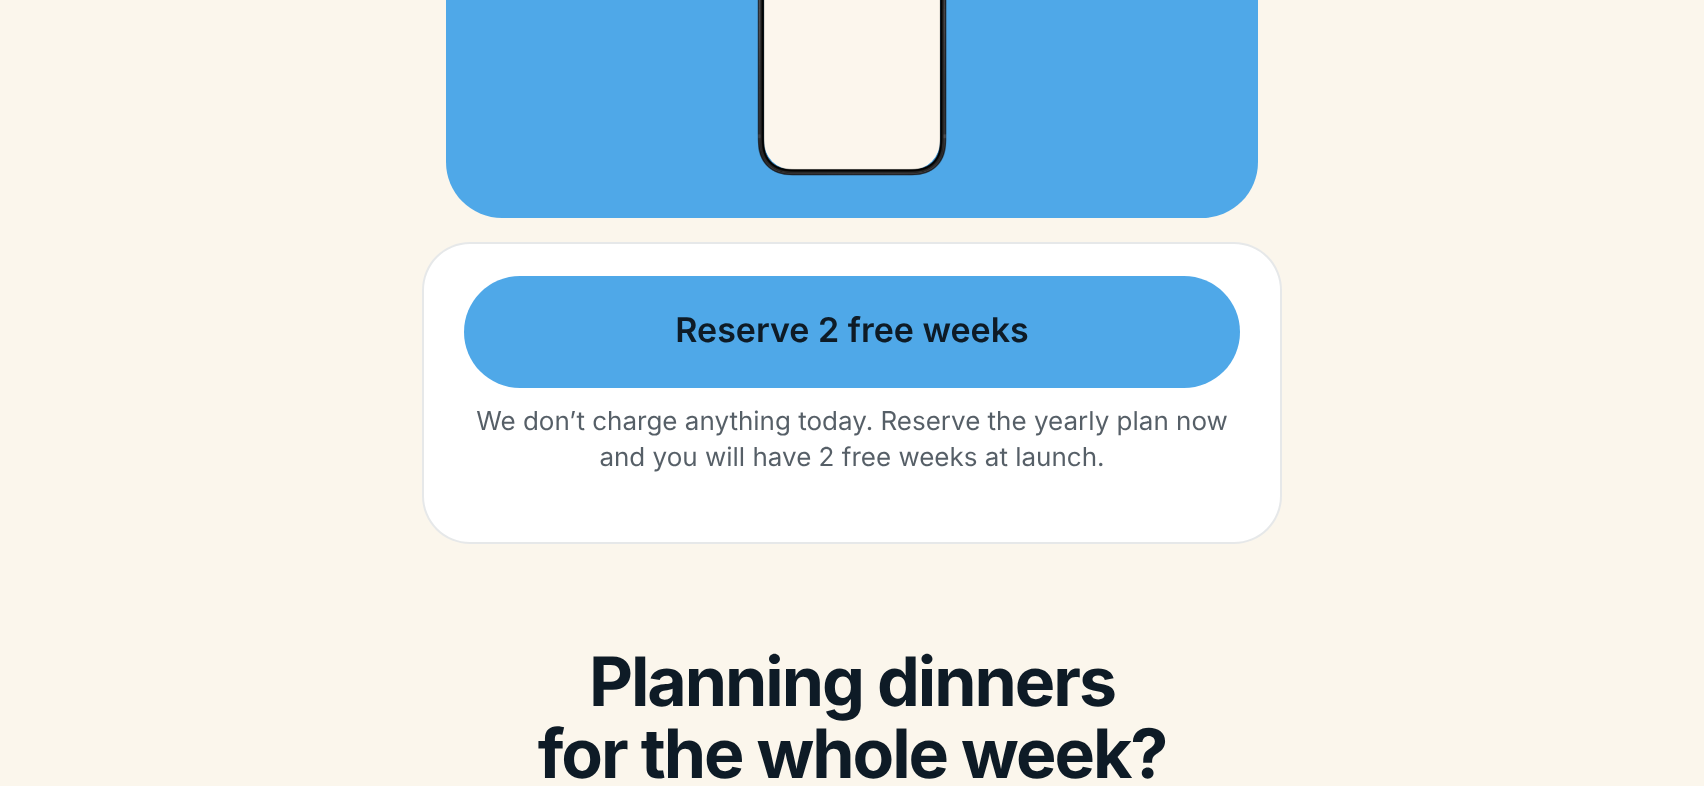 Reserve 2 free weeks
We don’t charge anything today. Reserve the yearly plan now
and you will have 2 free weeks at launch.
Planning dinners
for the whole week?